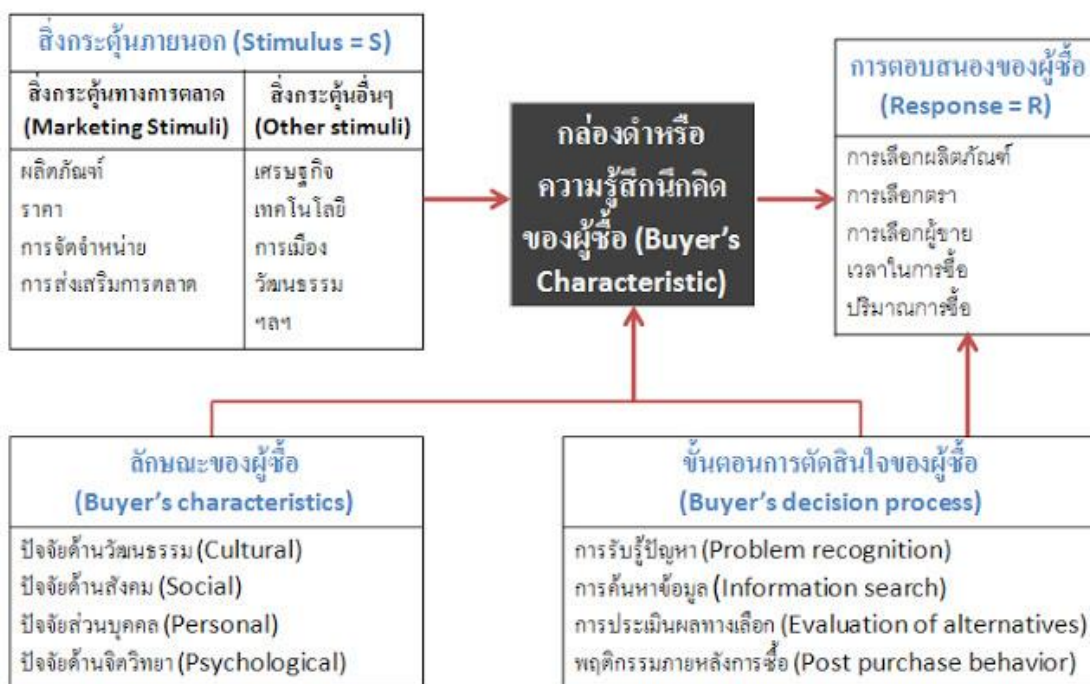 สิ่งกระตุ้นภายนอก (Stimulus = S)
สิ่งกระตุ้นทางการตลาด
(Marketing Stimuli)
ผลิตภัณฑ์
ราคา
การจัดจำหน่าย
การส่งเสริมการตลาด
สิ่งกระตุ้นอื่นๆ
(Other stimuli)
เศรษฐกิจ
เทคโนโลยี
การเมือง
วัฒนธรรม
ฯลฯ
กล่องดำหรือ
ความรู้สึกนึกคิด
ของผู้ซื้อ (Buyer’s
Characteristic)
การตอบสนองของผู้ซื้อ
(Response = R)
การเลือกผลิตภัณฑ์
การเลือกตรา
การเลือกผู้ขาย
เวลาในการซื้อ
ปริมาณการซื้อ
ลักษณะของผู้ซื้อ
(Buyer’s characteristics)
ปัจจัยด้านวัฒนธรรม (Cultural)
ปัจจัยด้านสังคม (Social)
ปัจจัยส่วนบุคคล (Personal)
ปัจจัยด้านจิตวิทยา (Psychological)
ขั้นตอนการตัดสินใจของผู้ซื้อ
(Buyer’s decision process)
การรับรู้ปัญหา (Problem recognition)
การค้นหาข้อมูล (Information search)
การประเมินผลทางเลือก (Evaluation of alternatives)
พฤติกรรมภายหลังการซื้อ (Post purchase behavior)